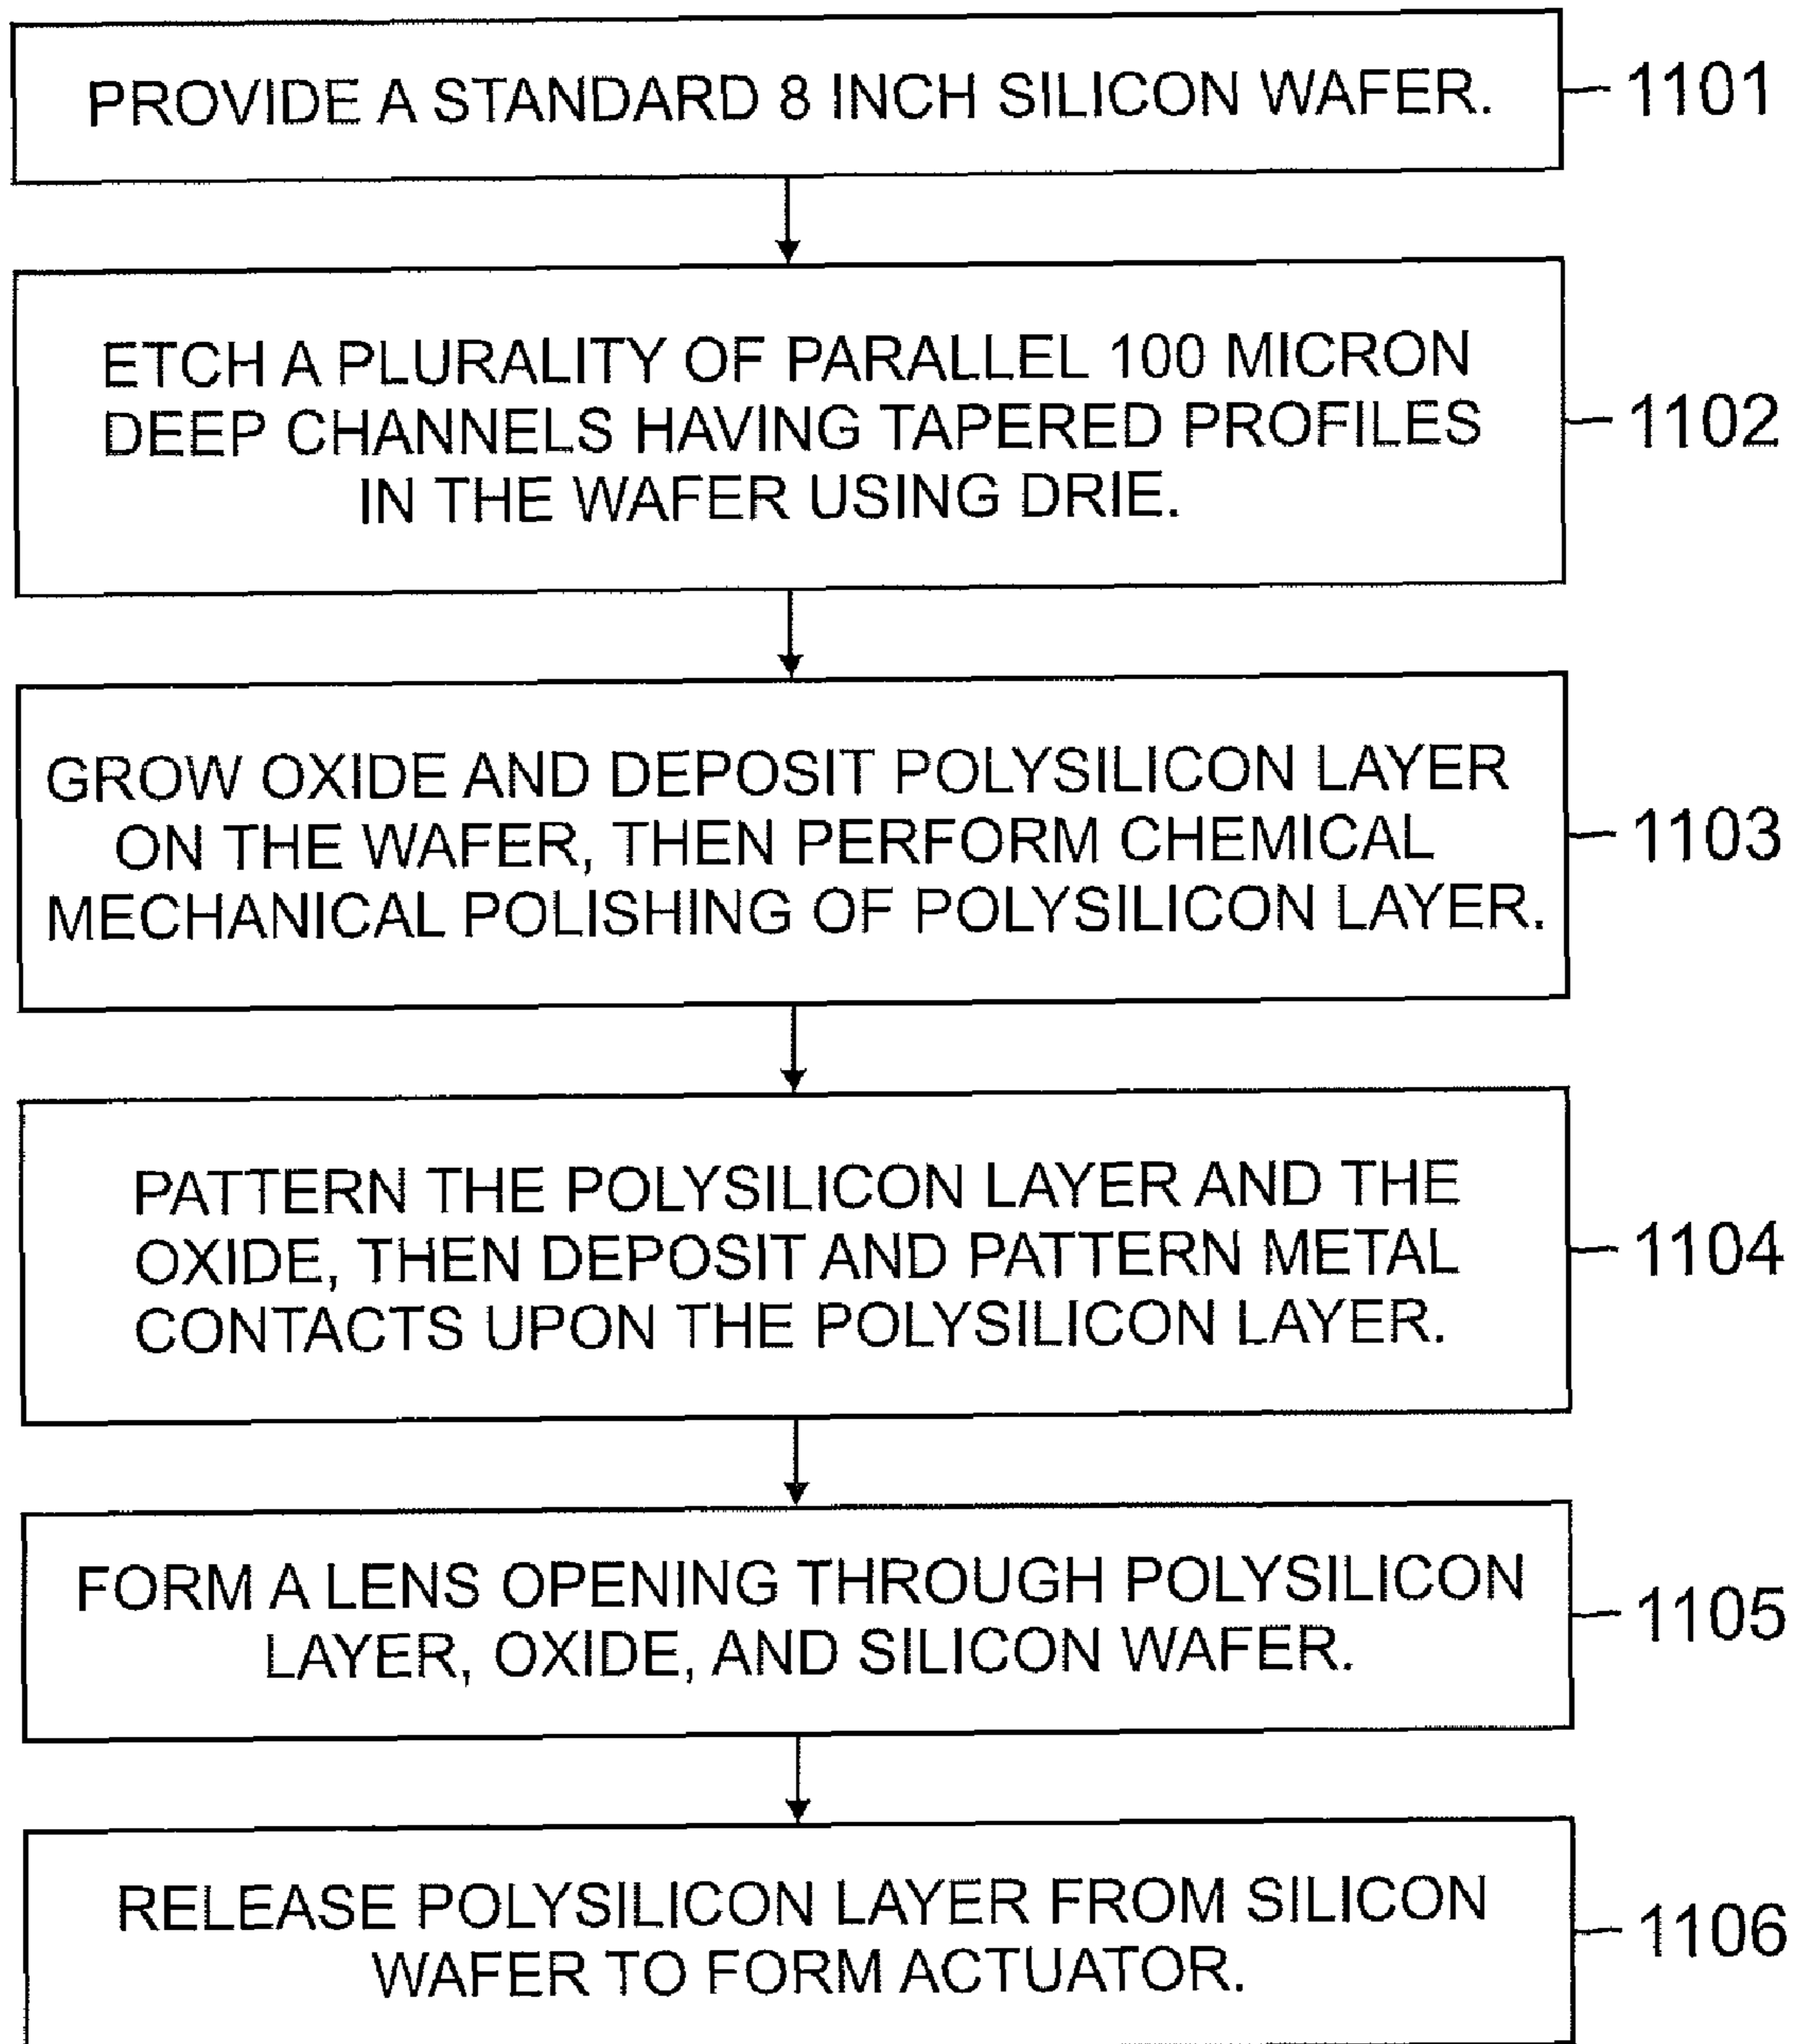 PROVIDE A STANDARD 8 INCH SILICON WAFER.
1101
ETCH A PLURALITY OF PARALLEL 100 MICRON
DEEP CHANNELS HAVING TAPERED PROFILES
IN THE WAFER USING DRIE.
1102
GROW OXIDE AND DEPOSIT POLYSILICON LAYER
ON THE WAFER, THEN PERFORM CHEMICAL
MECHANICAL POLISHING OF POLYSILICON LAYER.
1103
PATTERN THE POLYSILICON LAYER AND THE
OXIDE, THEN DEPOSIT AND PATTERN METAL
CONTACTS UPON THE POLYSILICON LAYER.
1104
FORM A LENS OPENING THROUGH POLYSILICON
LAYER, OXIDE, AND SILICON WAFER.
1105
RELEASE POLYSILICON LAYER FROM SILICON
WAFER TO FORM ACTUATOR.
1106